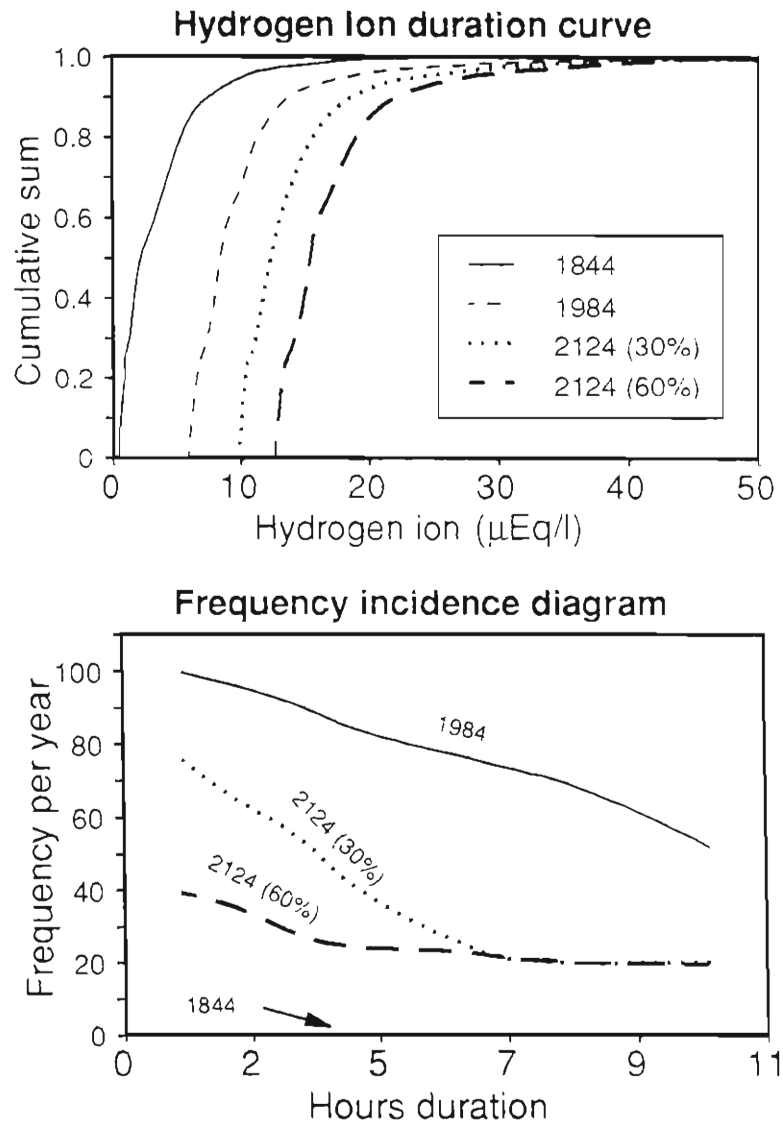 Hydrogen Ion duration curve
1.0
0.8
0.6
0.4
0.2
0
Cumulative sum
1844
1984
2124 (30%)
2124 (60%)
0 10 20 30 40 50
Hydrogen ion (µEq/l)
Frequency incidence diagram
100
80
60
40
20
0
Frequency per year
1984
2124 (30%)
2124 (60%)
1844
0 2 5 7 9 11
Hours duration